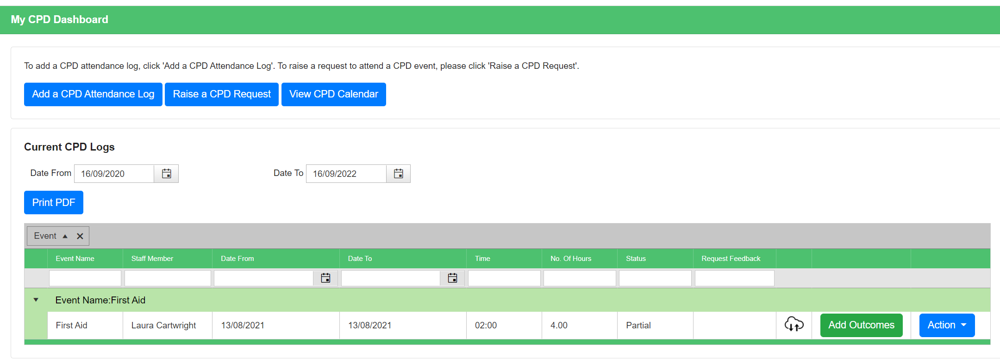 My CPD Dashboard
To add a CPD attendance log, click 'Add a CPD Attendance Log'. To raise a request to attend a CPD event, please click 'Raise a CPD Request'.
Add a CPD Attendance Log Raise a CPD Request View CPD Calendar
Current CPD Logs
Date From 16/09/2020 Date To 16/09/2022
Print PDF
Event
Event Name Staff Member Date From Date To Time No. Of Hours Status Request Feedback
Event Name:First Aid
First Aid Laura Cartwright 13/08/2021 13/08/2021 02:00 4.00 Partial Add Outcomes Action